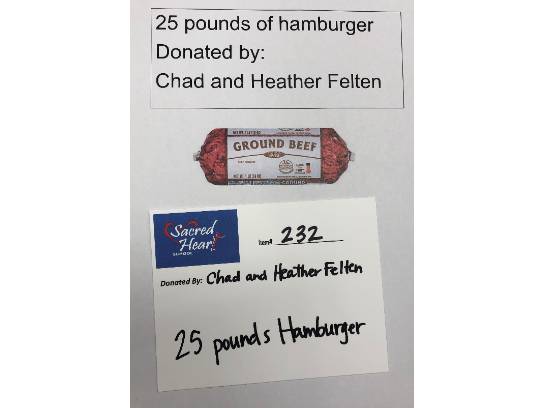 25 pounds of hamburger
Donated by:
Chad and Heather Felten
GROUND BEEF
Sacred
Heart
Item# 232
Donated By: Chad and Heather Felten
25 pounds Hamburger